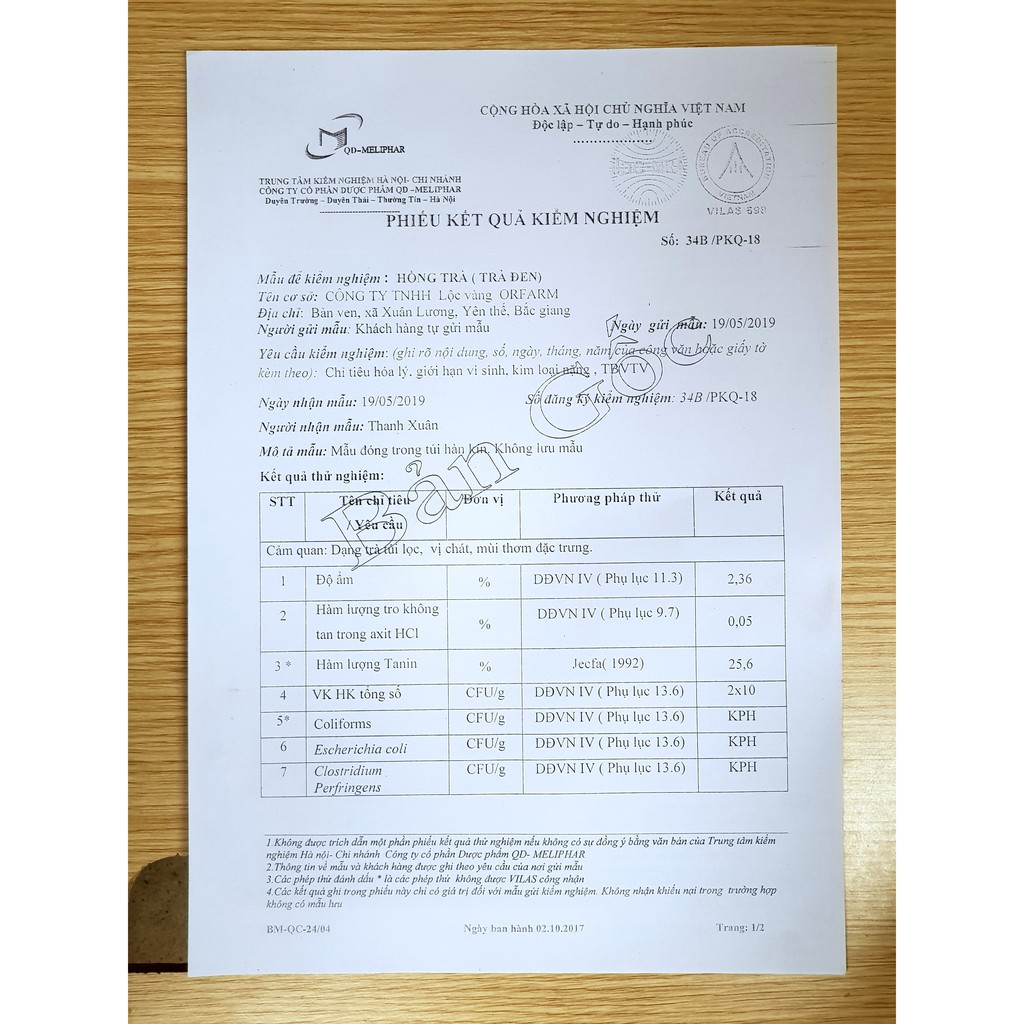 CỘNG HÒA XÃ HỘI CHỦ NGHĨA VIỆT NAM
Độc lập – Tự do – Hạnh phúc
QD-MELIPHAR
BUREAU OF ACCREDITATION
VIETNAM
VILAS 698
TRUNG TÂM KIỂM NGHIỆM HÀ NỘI- CHI NHÁNH
CÔNG TY CỔ PHẦN DƯỢC PHẨM QD –MELIPHAR
Duyên Trường – Duyên Thái – Thường Tín – Hà Nội
PHIẾU KẾT QUẢ KIỂM NGHIỆM
Số: 34B /PKQ-18
Mẫu để kiểm nghiệm : HỒNG TRÀ ( TRÀ ĐEN)
Tên cơ sở: CÔNG TY TNHH Lộc vàng ORFARM
Địa chỉ: Bản ven, xã Xuân Lương, Yên thế, Bắc giang
Người gửi mẫu: Khách hàng tự gửi mẫu Ngày gửi mẫu: 19/05/2019
Yêu cầu kiểm nghiệm: (ghi rõ nội dung, số, ngày, tháng, năm của công văn hoặc giấy tờ
kèm theo): Chỉ tiêu hóa lý, giới hạn vi sinh, kim loại nặng , TBVTV
Ngày nhận mẫu: 19/05/2019 Số đăng ký kiểm nghiệm: 34B /PKQ-18
Người nhận mẫu: Thanh Xuân
Mô tả mẫu: Mẫu đóng trong túi hàn kín. Không lưu mẫu
Bản Gốc
Kết quả thử nghiệm:
STT Tên chỉ tiêu Đơn vị Phương pháp thử Kết quả
/ Yêu cầu
Cảm quan: Dạng trà túi lọc, vị chát, mùi thơm đặc trưng.
1 Độ ẩm % DĐVN IV ( Phụ lục 11.3) 2,36
2 Hàm lượng tro không % DĐVN IV ( Phụ lục 9.7) 0,05
tan trong axit HCl
3 * Hàm lượng Tanin % Jecfa( 1992) 25,6
4 VK HK tổng số CFU/g DĐVN IV ( Phụ lục 13.6) 2x10
5* Coliforms CFU/g DĐVN IV ( Phụ lục 13.6) KPH
6 Escherichia coli CFU/g DĐVN IV ( Phụ lục 13.6) KPH
7 Clostridium CFU/g DĐVN IV ( Phụ lục 13.6) KPH
Perfringens
1.Không được trích dẫn một phần phiếu kết quả thử nghiệm nếu không có sự đồng ý bằng văn bản của Trung tâm kiểm
nghiệm Hà Nội- Chi nhánh Công ty cổ phần Dược phẩm QD- MELIPHAR
2.Thông tin về mẫu và khách hàng được ghi theo yêu cầu của nơi gửi mẫu
3.Các phép thử đánh dấu * là các phép thử không được VILAS công nhận
4.Các kết quả ghi trong phiếu này chỉ có giá trị đối với mẫu gửi kiểm nghiệm. Không nhận khiếu nại trong trường hợp
không có mẫu lưu
BM-QC-24/04 Ngày ban hành 02.10.2017 Trang: 1/2